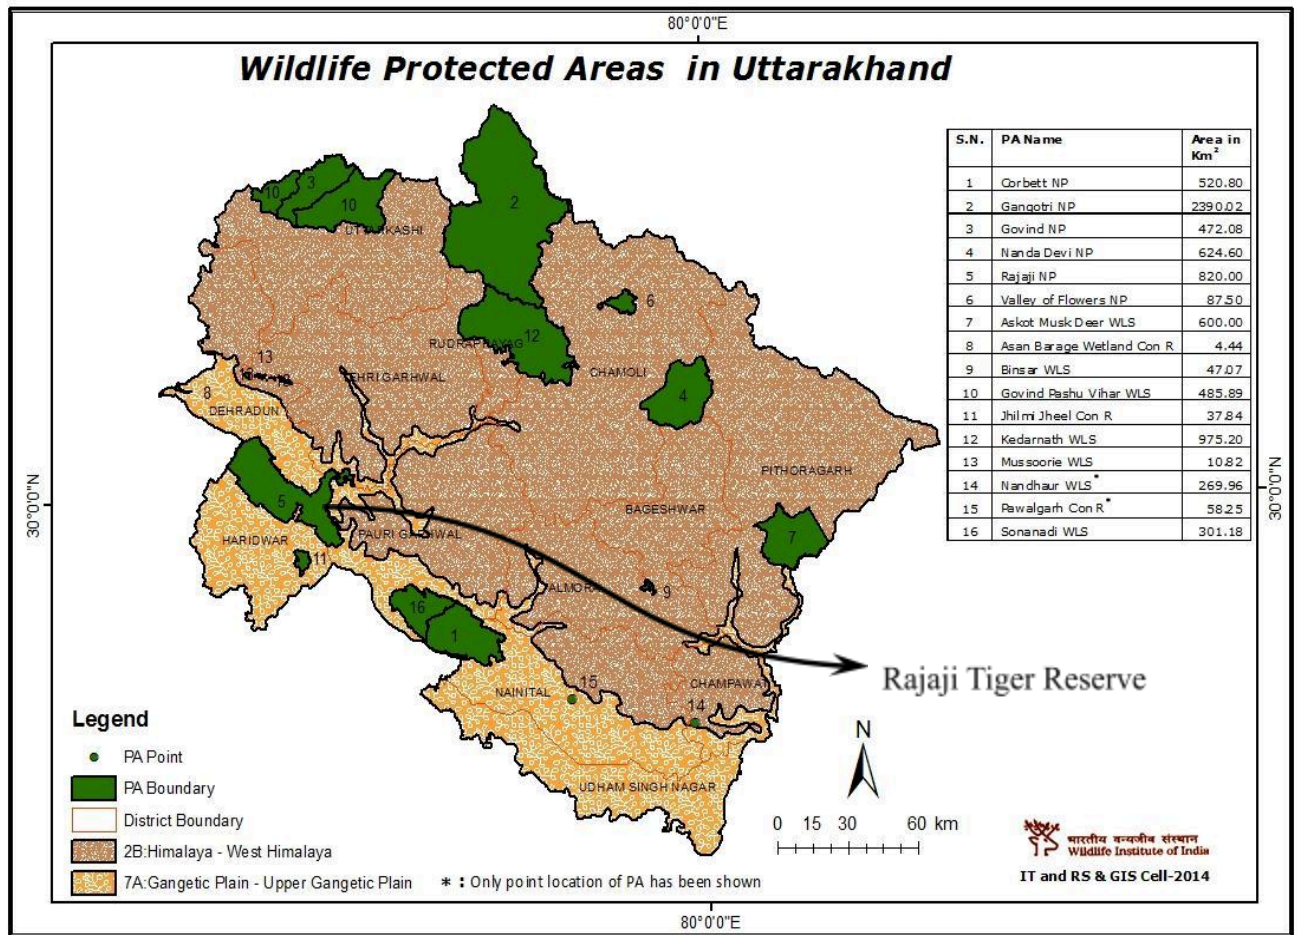 80°0'0"E
Wildlife Protected Areas in Uttarakhand
S.N. PA Name Area in Km²
1 Corbett NP 520.80
2 Gangotri NP 2390.02
3 Govind NP 472.08
4 Nanda Devi NP 624.60
5 Rajaji NP 820.00
6 Valley of Flowers NP 87.50
7 Askot Musk Deer WLS 600.00
8 Asan Barage Wetland Con R 4.44
9 Binsar WLS 47.07
10 Govind Pashu Vihar WLS 485.89
11 Jhilmi Jheel Con R 37.84
12 Kedarnath WLS 975.20
13 Mussoorie WLS 10.82
14 Nandhaur WLS* 269.96
15 Pawalgarh Con R* 58.25
16 Sonanadi WLS 301.18
10
3
10
2
UTTARKASHI
6
12
RUDRAPRAYAG
13
CHAMOLI
TEHRI GARHWAL
4
8
DEHRADUN
PITHORAGARH
30°0'0"N
30°0'0"N
5
BAGESHWAR
HARIDWAR
PAURI GARHWAL
7
11
ALMORA
9
16
1
Rajaji Tiger Reserve
CHAMPAWAT
NAINITAL
15
14
UDHAM SINGH NAGAR
Legend
PA Point
PA Boundary
District Boundary
2B:Himalaya - West Himalaya
7A:Gangetic Plain - Upper Gangetic Plain
* : Only point location of PA has been shown
N
0 15 30 60 km
भारतीय वन्यजीव संस्थान
Wildlife Institute of India
IT and RS & GIS Cell-2014
80°0'0"E